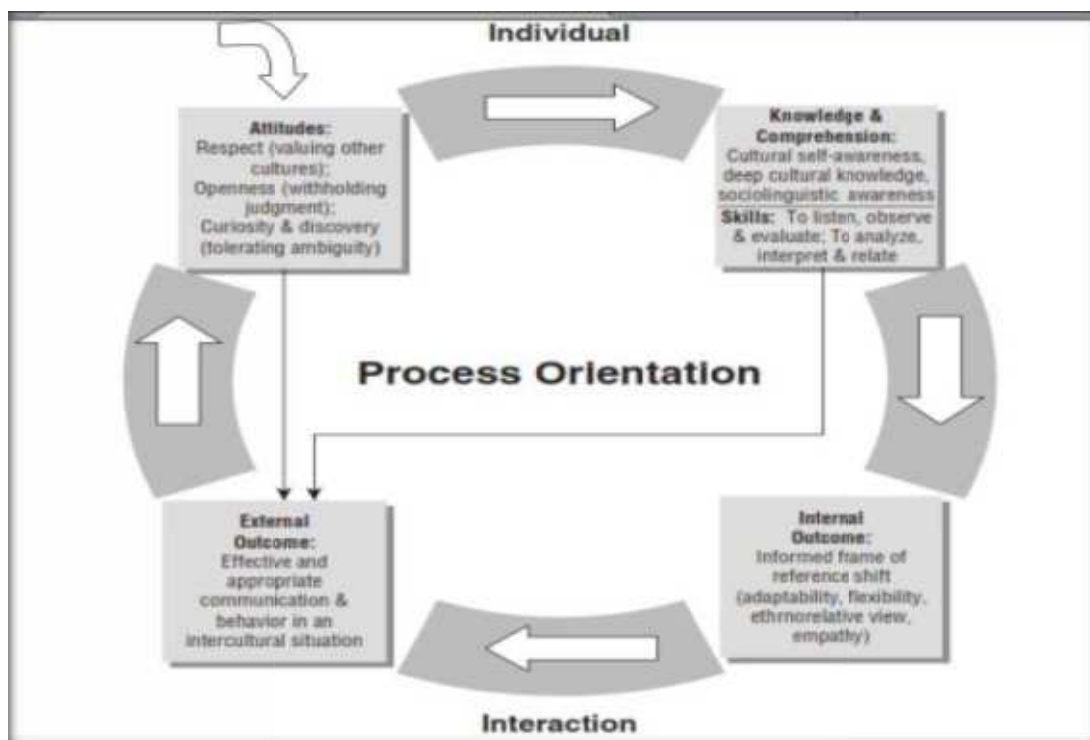 Individual
Attitudes:
Respect (valuing other
cultures);
Openness (withholding
judgment);
Curiosity & discovery
(tolerating ambiguity)
Knowledge &
Comprehension:
Cultural self-awareness,
deep cultural knowledge,
sociolinguistic awareness
Skills: To listen, observe
& evaluate; To analyze,
interpret & relate
Process Orientation
External
Outcome:
Effective and
appropriate
communication &
behavior in an
intercultural situation
Internal
Outcome:
Informed frame of
reference shift
(adaptability, flexibility,
ethrnorelative view,
empathy)
Interaction